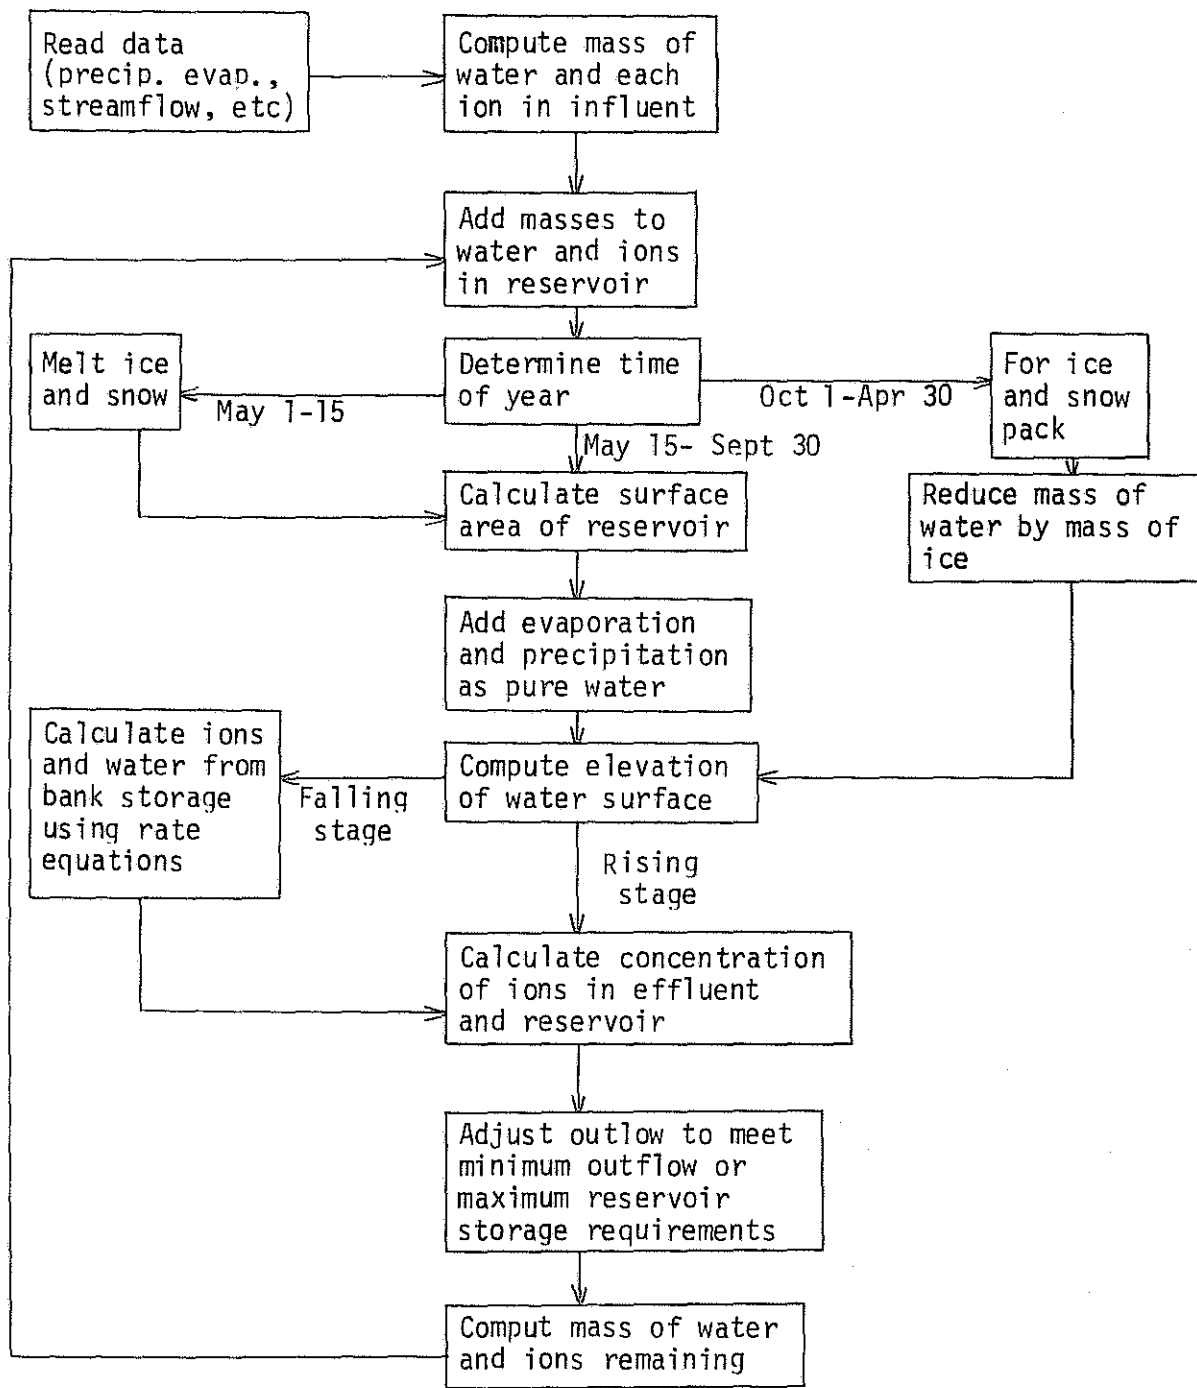 Read data
(precip. evap.,
streamflow, etc)
Compute mass of
water and each
ion in influent
Add masses to
water and ions
in reservoir
Melt ice
and snow
May 1-15
Determine time
of year
Oct 1-Apr 30
For ice
and snow
pack
May 15- Sept 30
Calculate surface
area of reservoir
Reduce mass of
water by mass of
ice
Add evaporation
and precipitation
as pure water
Calculate ions
and water from
bank storage
using rate
equations
Falling
stage
Compute elevation
of water surface
Rising
stage
Calculate concentration
of ions in effluent
and reservoir
Adjust outlow to meet
minimum outflow or
maximum reservoir
storage requirements
Comput mass of water
and ions remaining